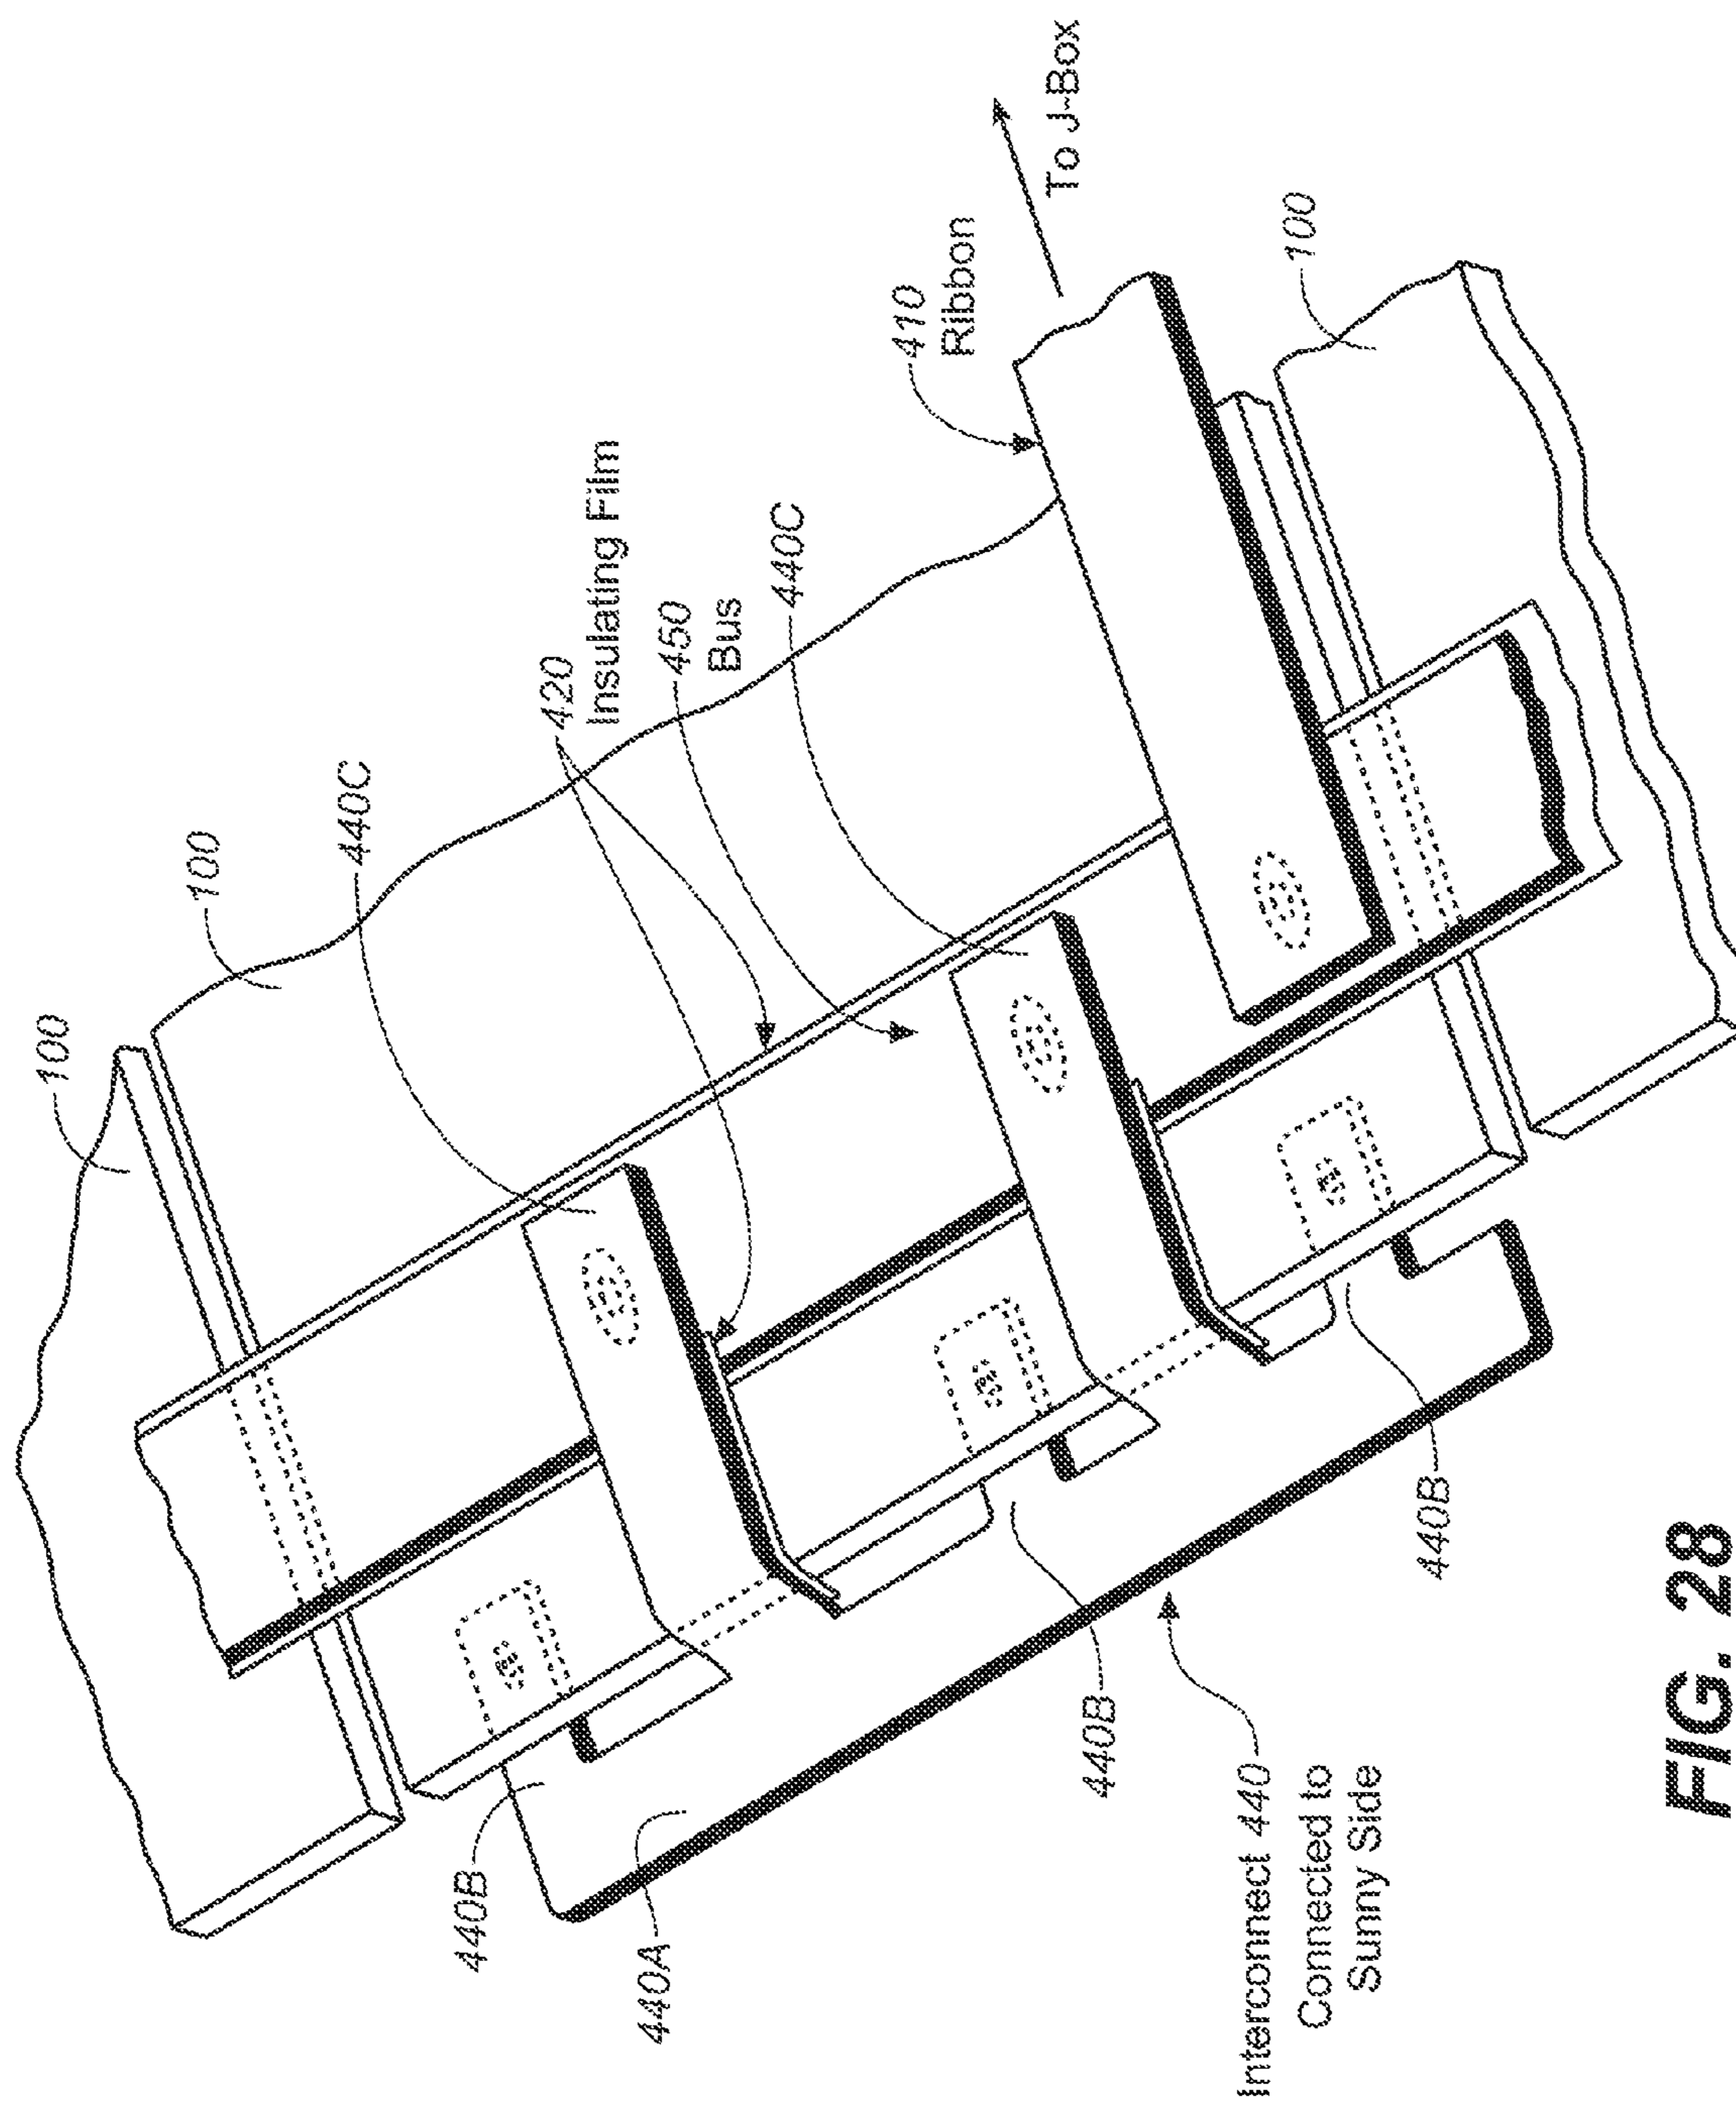 100
100
440C
420
Insulating Film
450
Bus
440C
410
Ribbon
To J-Box
100
440B
440A
440B
440B
Interconnect 440
Connected to
Sunny Side
FIG. 28